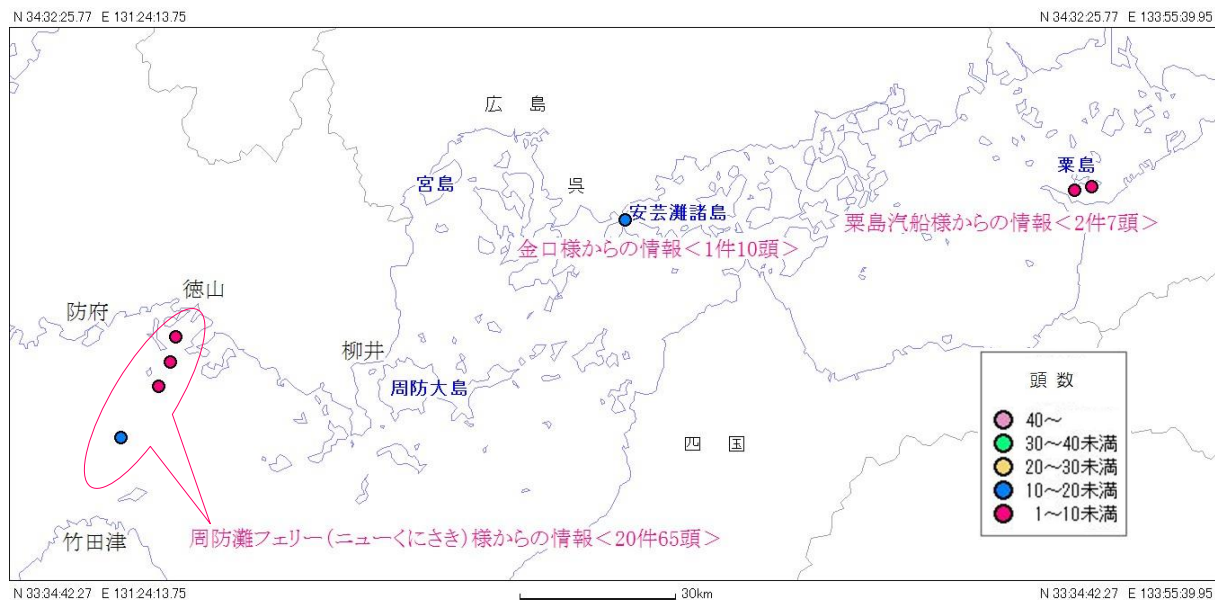 N 34:32:25.77 E 131:24:13.75
N 34:32:25.77 E 133:55:39.95
広島
宮島
呉
安芸灘諸島
粟島
金口様からの情報＜1件10頭＞
粟島汽船様からの情報＜2件7頭＞
徳山
防府
柳井
周防大島
四国
竹田津
周防灘フェリー(ニューくにさき)様からの情報＜20件65頭＞
頭数
40～
30～40未満
20～30未満
10～20未満
1～10未満
N 33:34:42.27 E 131:24:13.75
30km
N 33:34:42.27 E 133:55:39.95